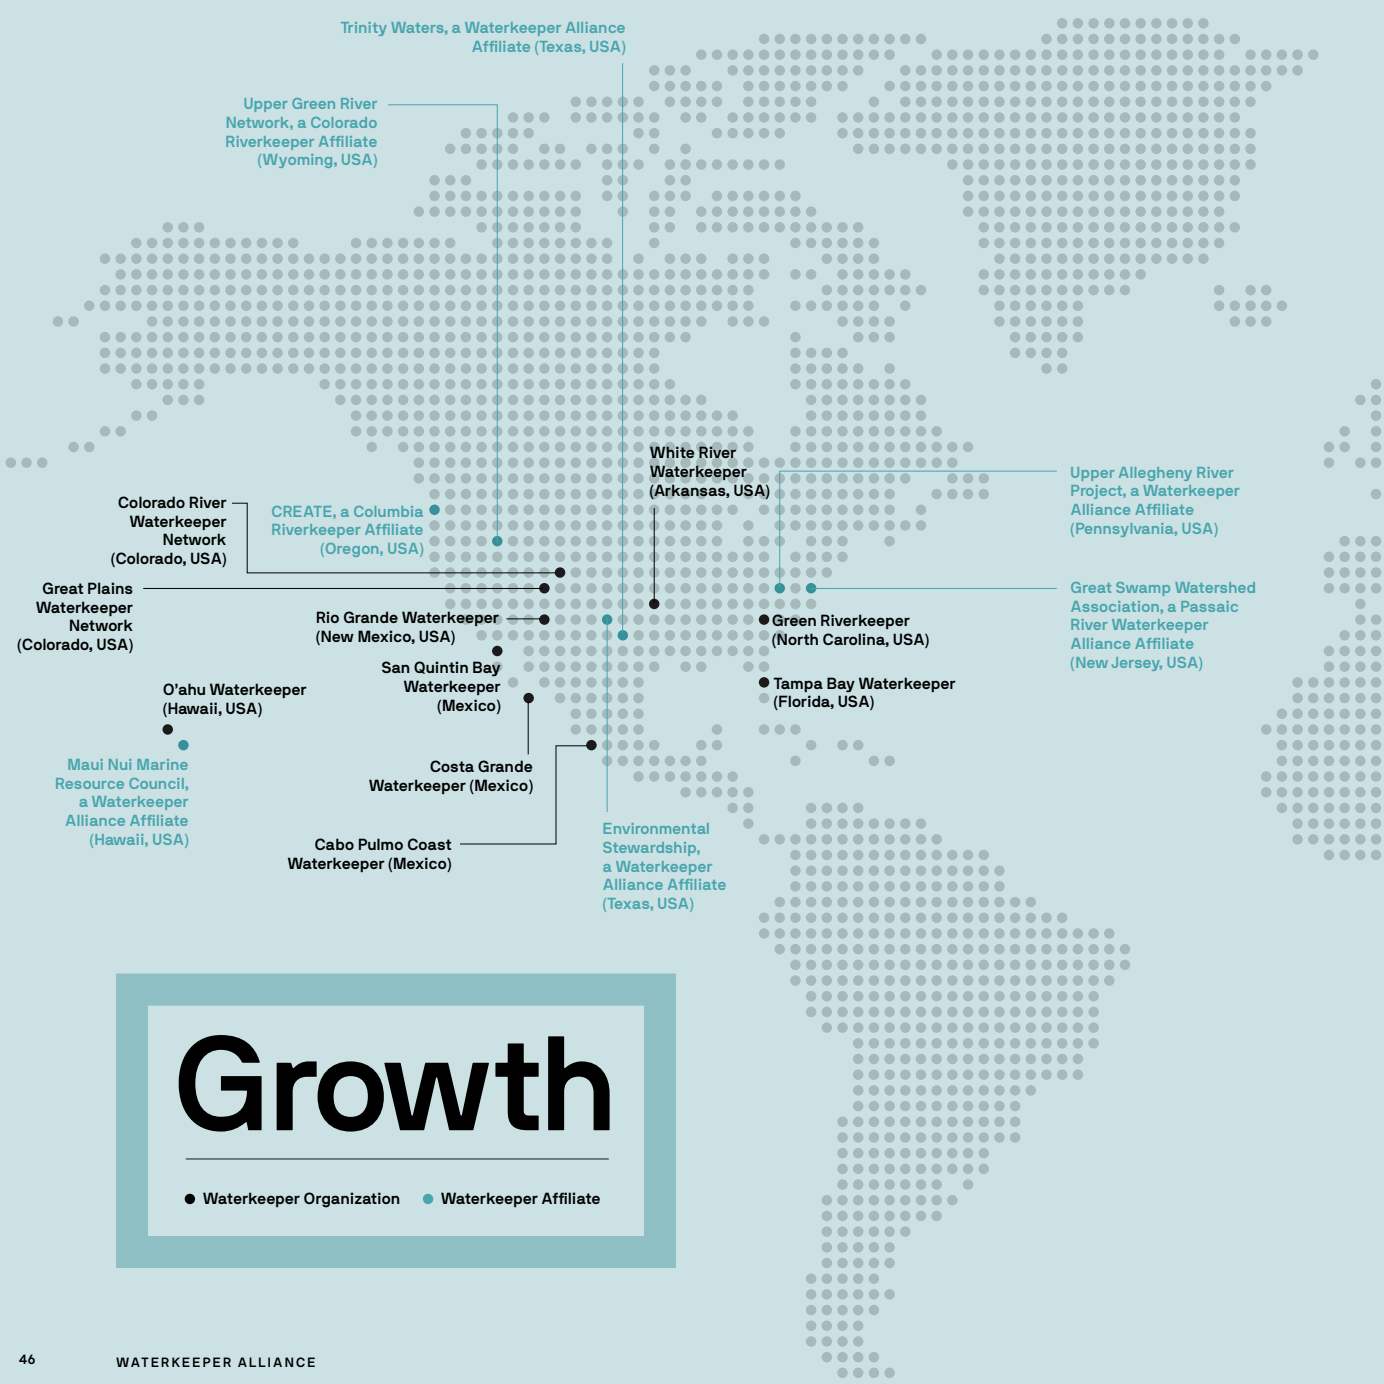 Trinity Waters, a Waterkeeper Alliance
Affiliate (Texas, USA)
Upper Green River
Network, a Colorado
Riverkeeper Affiliate
(Wyoming, USA)
White River
Waterkeeper
(Arkansas, USA)
Upper Allegheny River
Project, a Waterkeeper
Alliance Affiliate
(Pennsylvania, USA)
Colorado River
Waterkeeper
Network
(Colorado, USA)
CREATE, a Columbia
Riverkeeper Affiliate
(Oregon, USA)
Great Plains
Waterkeeper
Network
(Colorado, USA)
Great Swamp Watershed
Association, a Passaic
River Waterkeeper
Alliance Affiliate
(New Jersey, USA)
Rio Grande Waterkeeper
(New Mexico, USA)
Green Riverkeeper
(North Carolina, USA)
San Quintin Bay
Waterkeeper
(Mexico)
O’ahu Waterkeeper
(Hawaii, USA)
Tampa Bay Waterkeeper
(Florida, USA)
Maui Nui Marine
Resource Council,
a Waterkeeper
Alliance Affiliate
(Hawaii, USA)
Costa Grande
Waterkeeper (Mexico)
Cabo Pulmo Coast
Waterkeeper (Mexico)
Environmental
Stewardship,
a Waterkeeper
Alliance Affiliate
(Texas, USA)
Growth
Waterkeeper Organization
Waterkeeper Affiliate
46
WATERKEEPER ALLIANCE